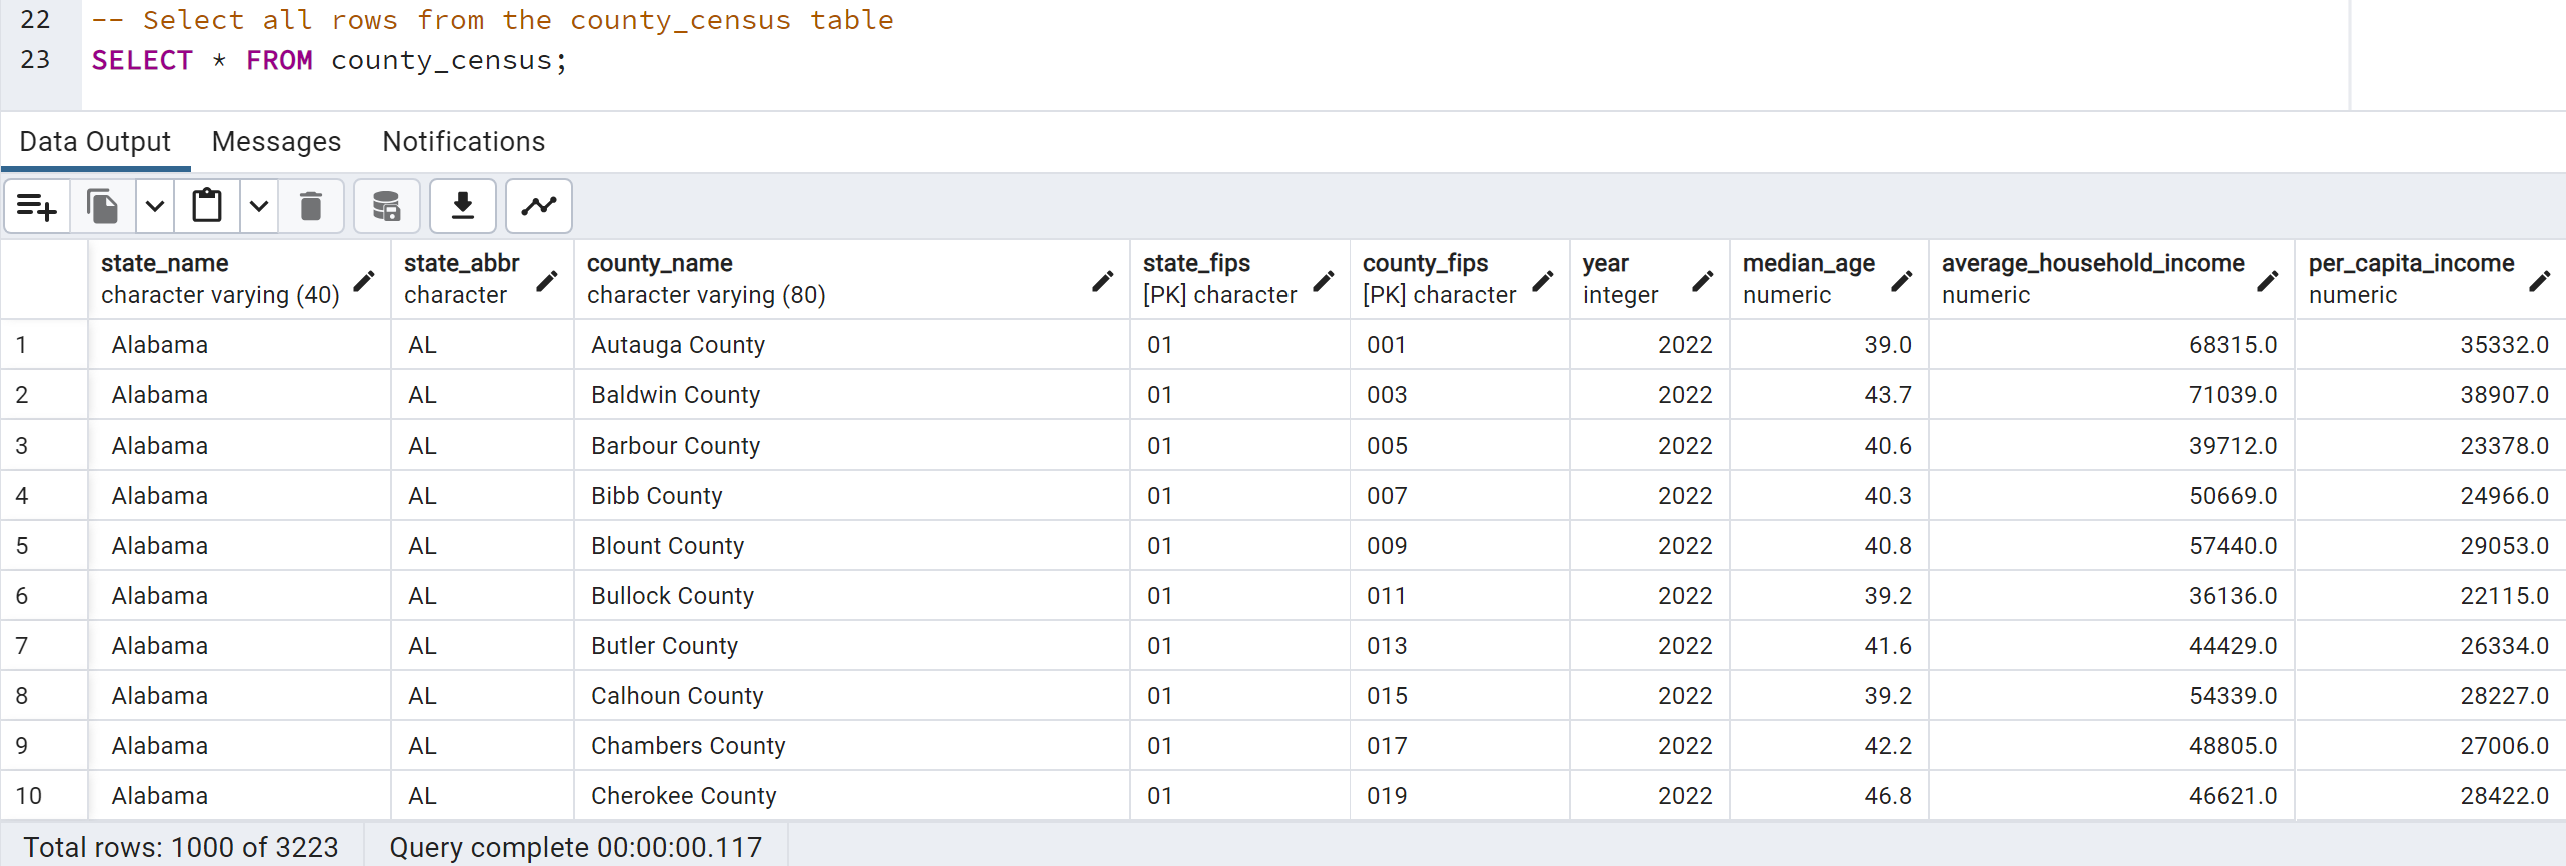 22 -- Select all rows from the county_census table
23 SELECT * FROM county_census;
Data Output Messages Notifications
state_name state_abbr county_name state_fips county_fips year median_age average_household_income per_capita_income
character varying (40) character character varying (80) [PK] character [PK] character integer numeric numeric numeric
1 Alabama AL Autauga County 01 001 2022 39.0 68315.0 35332.0
2 Alabama AL Baldwin County 01 003 2022 43.7 71039.0 38907.0
3 Alabama AL Barbour County 01 005 2022 40.6 39712.0 23378.0
4 Alabama AL Bibb County 01 007 2022 40.3 50669.0 24966.0
5 Alabama AL Blount County 01 009 2022 40.8 57440.0 29053.0
6 Alabama AL Bullock County 01 011 2022 39.2 36136.0 22115.0
7 Alabama AL Butler County 01 013 2022 41.6 44429.0 26334.0
8 Alabama AL Calhoun County 01 015 2022 39.2 54339.0 28227.0
9 Alabama AL Chambers County 01 017 2022 42.2 48805.0 27006.0
10 Alabama AL Cherokee County 01 019 2022 46.8 46621.0 28422.0
Total rows: 1000 of 3223 Query complete 00:00:00.117